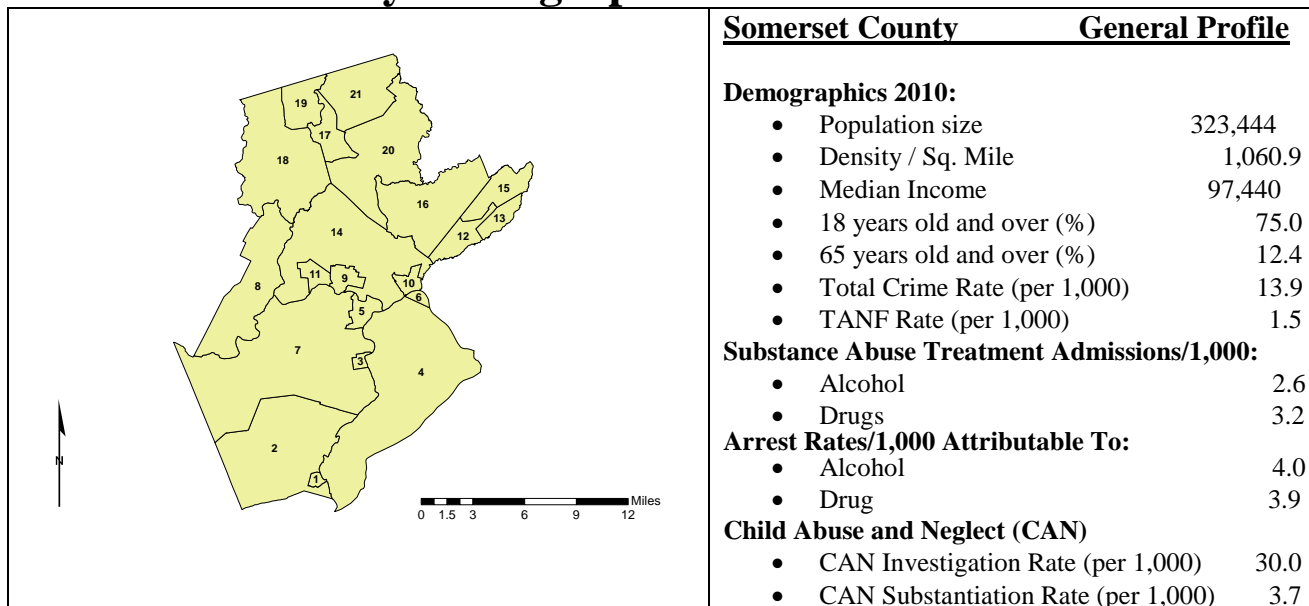 19
21
17
20
18
15
16
13
14
12
11
9
10
8
6
5
7
3
4
2
1
N
Miles
0 1.5 3 6 9 12
Somerset County General Profile
Demographics 2010:
• Population size 323,444
• Density / Sq. Mile 1,060.9
• Median Income 97,440
• 18 years old and over (%) 75.0
• 65 years old and over (%) 12.4
• Total Crime Rate (per 1,000) 13.9
• TANF Rate (per 1,000) 1.5
Substance Abuse Treatment Admissions/1,000:
• Alcohol 2.6
• Drugs 3.2
Arrest Rates/1,000 Attributable To:
• Alcohol 4.0
• Drug 3.9
Child Abuse and Neglect (CAN)
• CAN Investigation Rate (per 1,000) 30.0
• CAN Substantiation Rate (per 1,000) 3.7